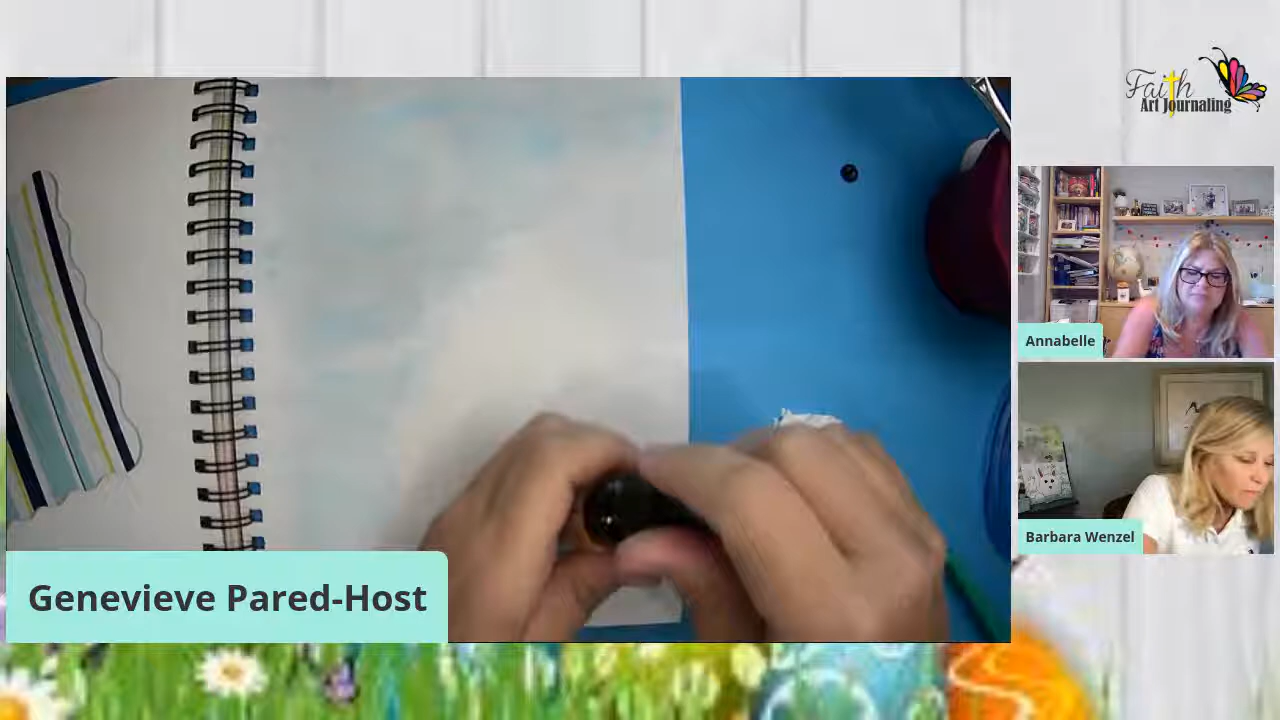 Faith
Art Journaling
Annabelle
Barbara Wenzel
Genevieve Pared-Host